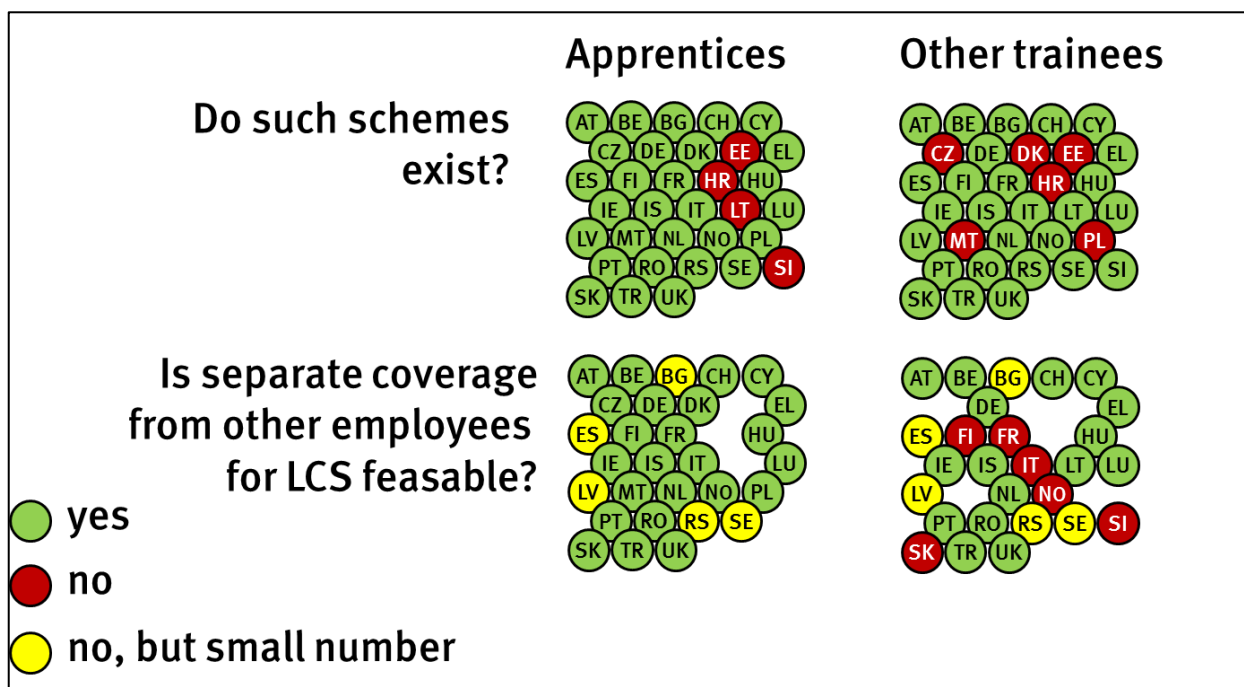 Apprentices
Other trainees
Do such schemes
exist?
AT BE BG CH CY
CZ DE DK EE EL
ES FI FR HR HU
IE IS IT LT LU
LV MT NL NO PL
PT RO RS SE SI
SK TR UK
AT BE BG CH CY
CZ DE DK EE EL
ES FI FR HR HU
IE IS IT LT LU
LV MT NL NO PL
PT RO RS SE SI
SK TR UK
Is separate coverage
from other employees
for LCS feasable?
AT BE BG CH CY
CZ DE DK EL
ES FI FR HU
IE IS IT LU
LV MT NL NO PL
PT RO RS SE
SK TR UK
AT BE BG CH CY
DE EL
ES FI FR HU
IE IS IT LT LU
LV NL NO
PT RO RS SE SI
SK TR UK
yes
no
no, but small number